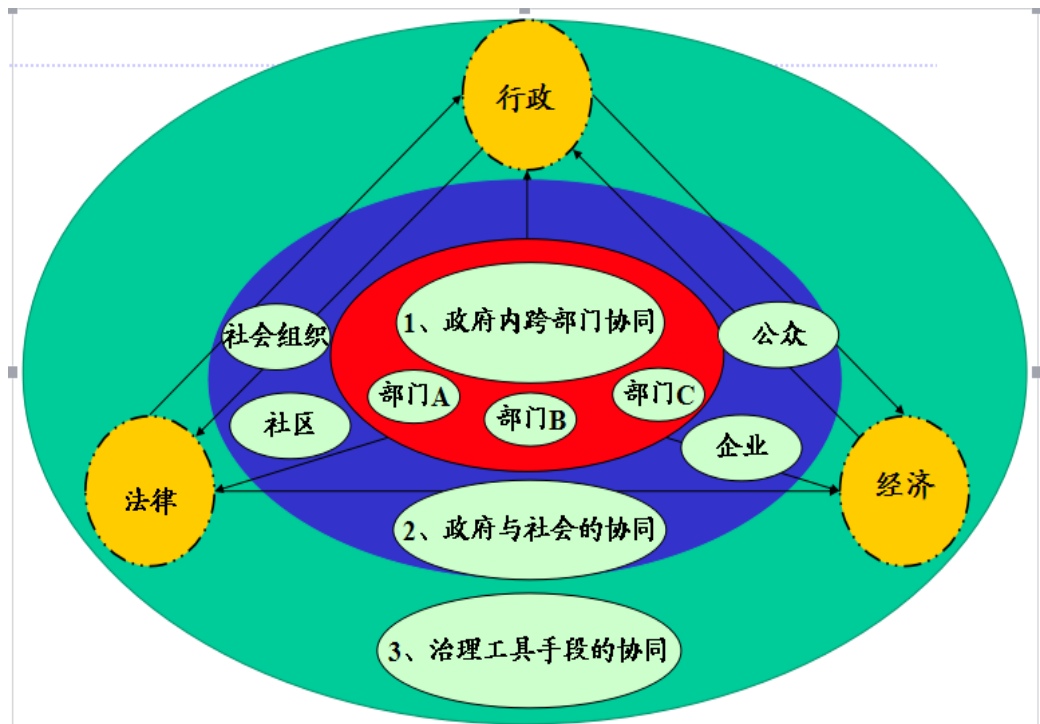 行政
1、政府内跨部门协同
社会组织
公众
部门A
部门B
部门C
社区
企业
法律
经济
2、政府与社会的协同
3、治理工具手段的协同